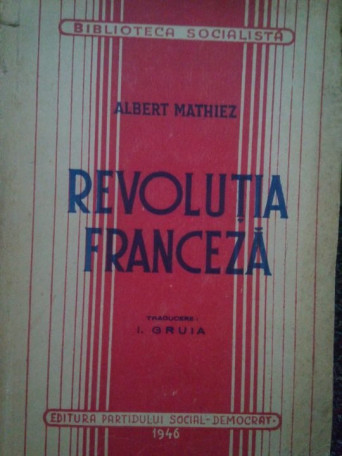 BIBLIOTECA SOCIALISTĂ
ALBERT MATHIEZ
REVOLUȚIA
FRANCEZĂ
TRADUCERE:
I. GRUIA
EDITURA PARTIDULUI SOCIAL-DEMOCRAT
1946